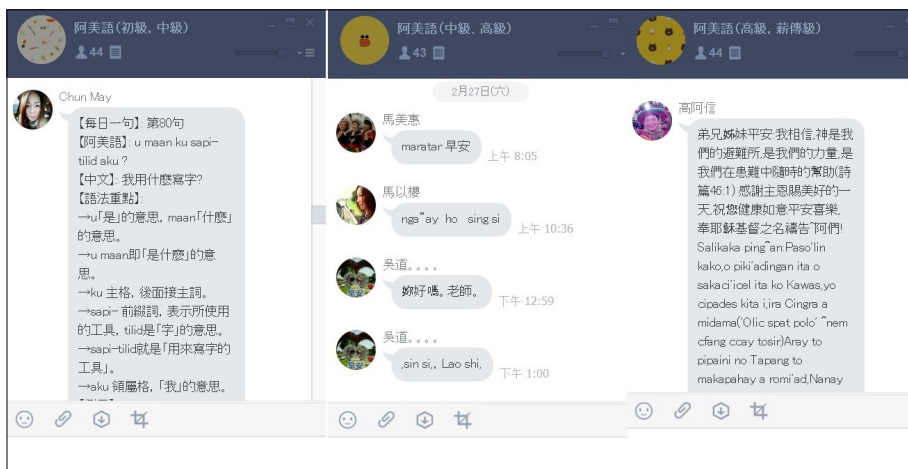 阿美語(初級, 中級)
44
Chun May
【每日一句】: 第80句
【阿美語】: u maan ku sapi-
tilid aku ?
【中文】: 我用什麼寫字?
【語法重點】:
→u「是」的意思, maan「什麼」
的意思。
→u maan即「是什麼」的意
思。
→ku 主格, 後面接主詞。
→sapi- 前綴詞, 表示所使用
的工具, tilid是「字」的意思。
→sapi-tilid就是「用來寫字的
工具」。
→aku 領屬格,「我」的意思。
阿美語(中級、高級)
43
2月27日(六)
馬美惠
maratar 早安
上午 8:05
馬以櫻
nga"ay ho sing si
上午 10:36
吳道。。。。
妳好嗎。老師。
下午 12:59
吳道。。。。
,sin si,, Lao shi,
下午 1:00
阿美語(高級, 薪傳級)
44
高阿信
弟兄姊妹平安:我相信,神是我
們的避難所,是我們的力量,是
我們在患難中隨時的幫助(詩
篇46:1) 感謝主恩賜美好的一
天,祝您健康如意平安喜樂,
奉耶穌基督之名禱告^阿們!
Salikaka ping^an:Paso'lin
kako,o piki'adingan ita o
sakaci'icel ita ko Kawas,yo
cipades kita i,ira Cingra a
midama('Olic spat polo' ^nem
cfang ccay tosir)Aray to
pipaini no Tapang to
makapahay a romi'ad,Nanay